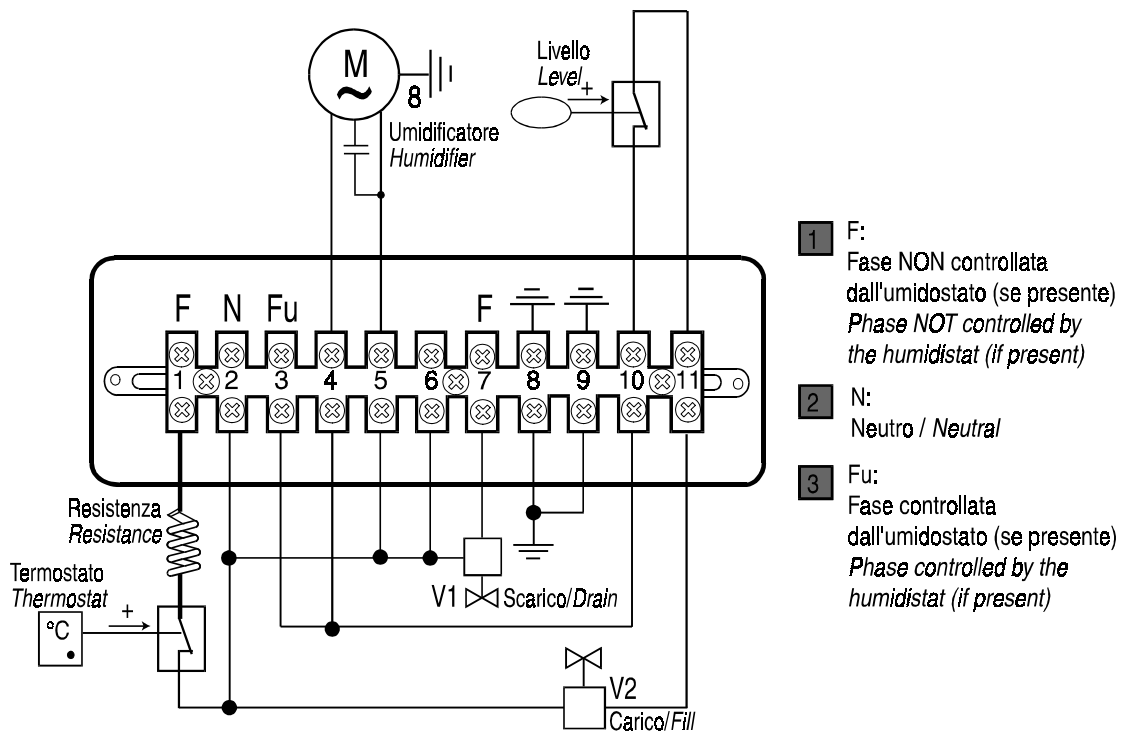 M
~
8
Umidificatore
Humidifier
Livello
Level
+
F N Fu F
1 2 3 4 5 6 7 8 9 10 11
Resistenza
Resistance
Termostato
Thermostat
+
°C
V1
Scarico/Drain
V2
Carico/Fill
1
F:
Fase NON controllata
dall'umidostato (se presente)
Phase NOT controlled by
the humidistat (if present)
2
N:
Neutro / Neutral
3
Fu:
Fase controllata
dall'umidostato (se presente)
Phase controlled by the
humidistat (if present)